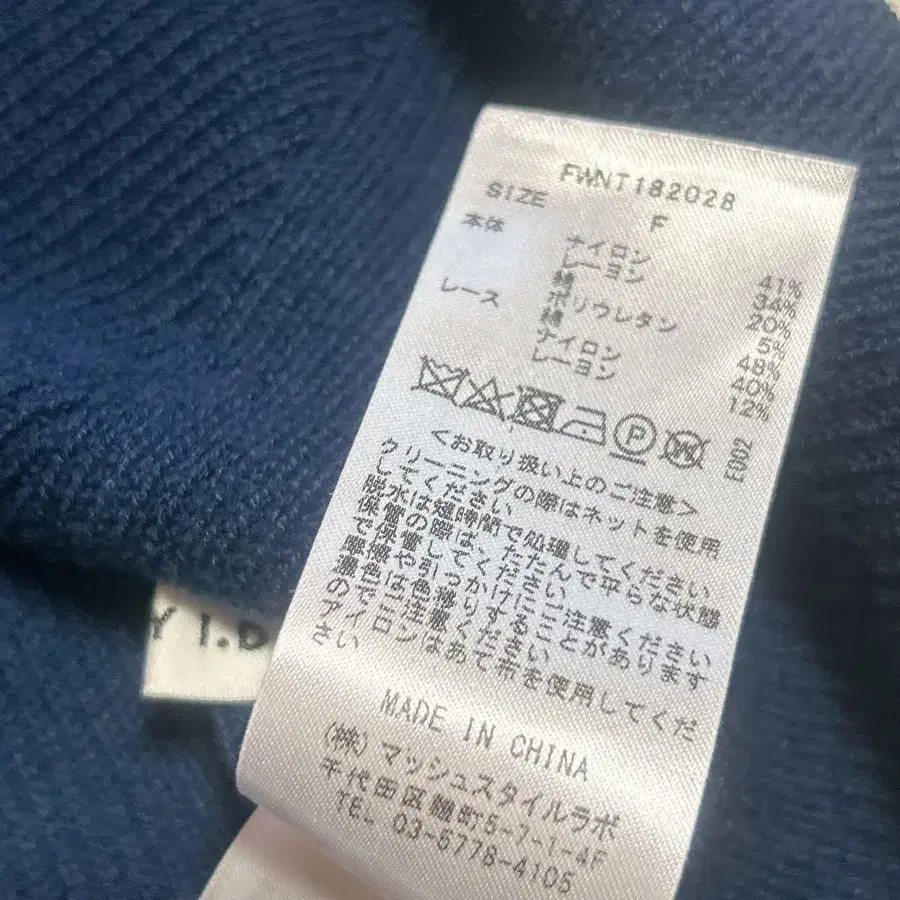 FWNT182028
SIZE F
本体 ナイロン 41%
レーヨン 34%
綿 20%
ポリウレタン 5%
レース 綿 48%
ナイロン 40%
レーヨン 12%
P W
E002
<お取り扱い上のご注意>
クリーニングの際はネットを使用
してください
脱水は短時間で処理してください
保管の際は、たたんで平らな状態
で保管してください
摩擦や引っかけにご注意ください
濃色は色移りすることがあります
のでご注意ください
アイロンはあて布を使用してくだ
さい
MADE IN CHINA
(株)マッシュスタイルラボ
千代田区麹町5-7-1-4F
TEL 03-5778-4105